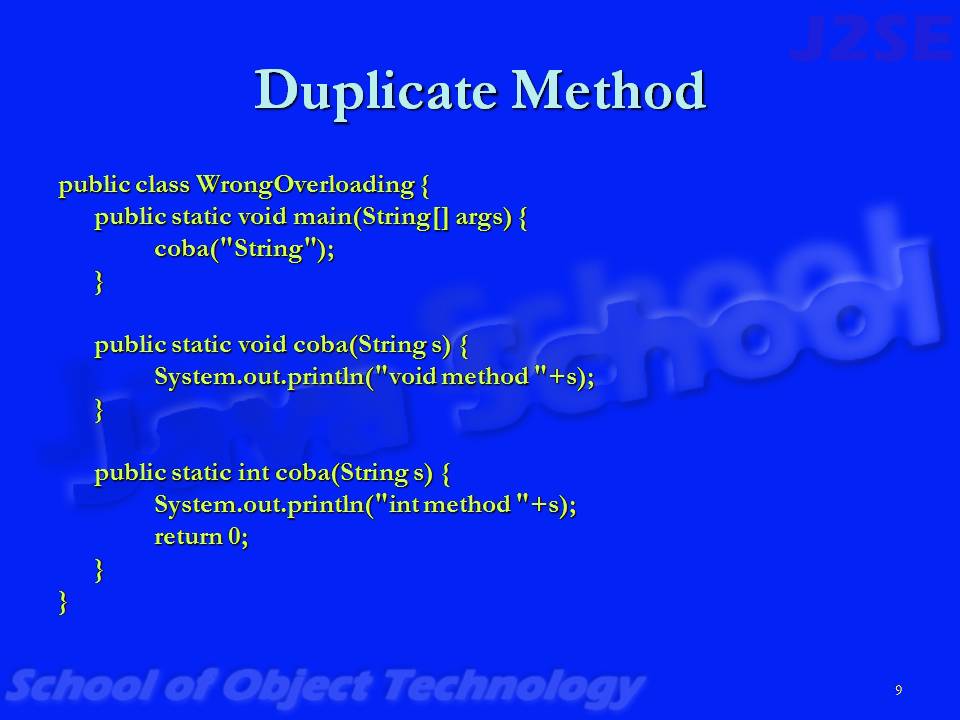 J2SE
Duplicate Method
public class WrongOverloading {
public static void main(String[] args) {
coba("String");
}
public static void coba(String s) {
System.out.println("void method "+s);
}
public static int coba(String s) {
System.out.println("int method "+s);
return 0;
}
}
Java School
School of Object Technology
9